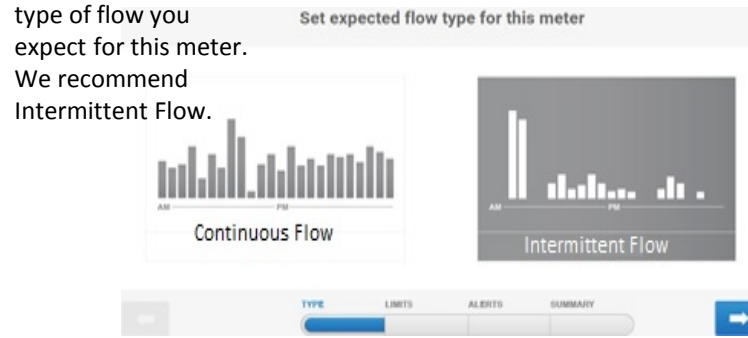 type of flow you
expect for this meter.
We recommend
Intermittent Flow.
Set expected flow type for this meter
AM PM
Continuous Flow
AM PM
Intermittent Flow
TYPE LIMITS ALERTS SUMMARY